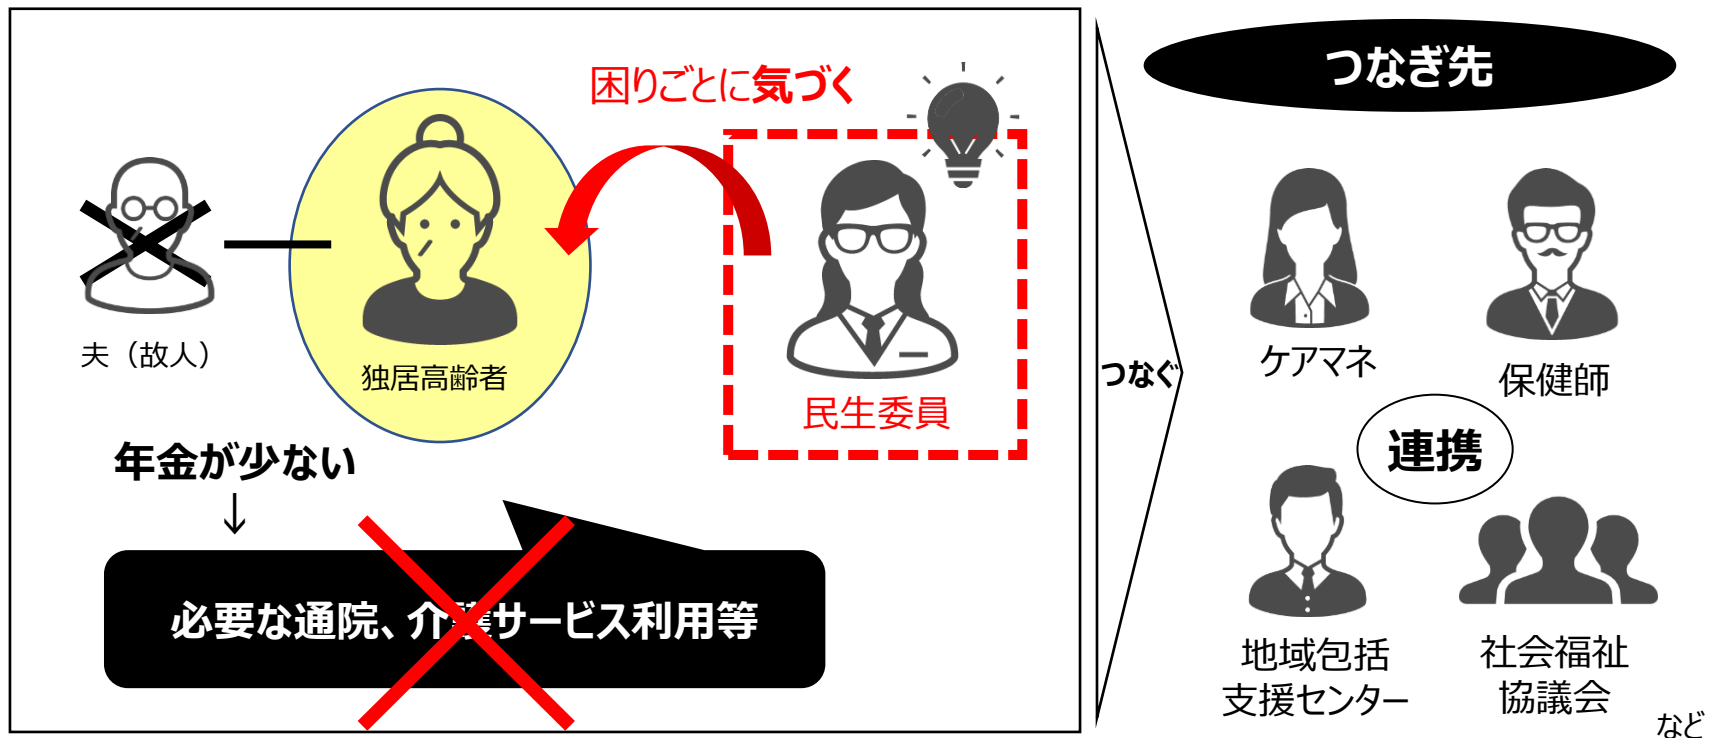 困りごとに気づく
夫（故人）
独居高齢者
民生委員
年金が少ない
↓
必要な通院、介護サービス利用等
つなぐ
つなぎ先
ケアマネ
保健師
連携
地域包括
支援センター
社会福祉
協議会
など